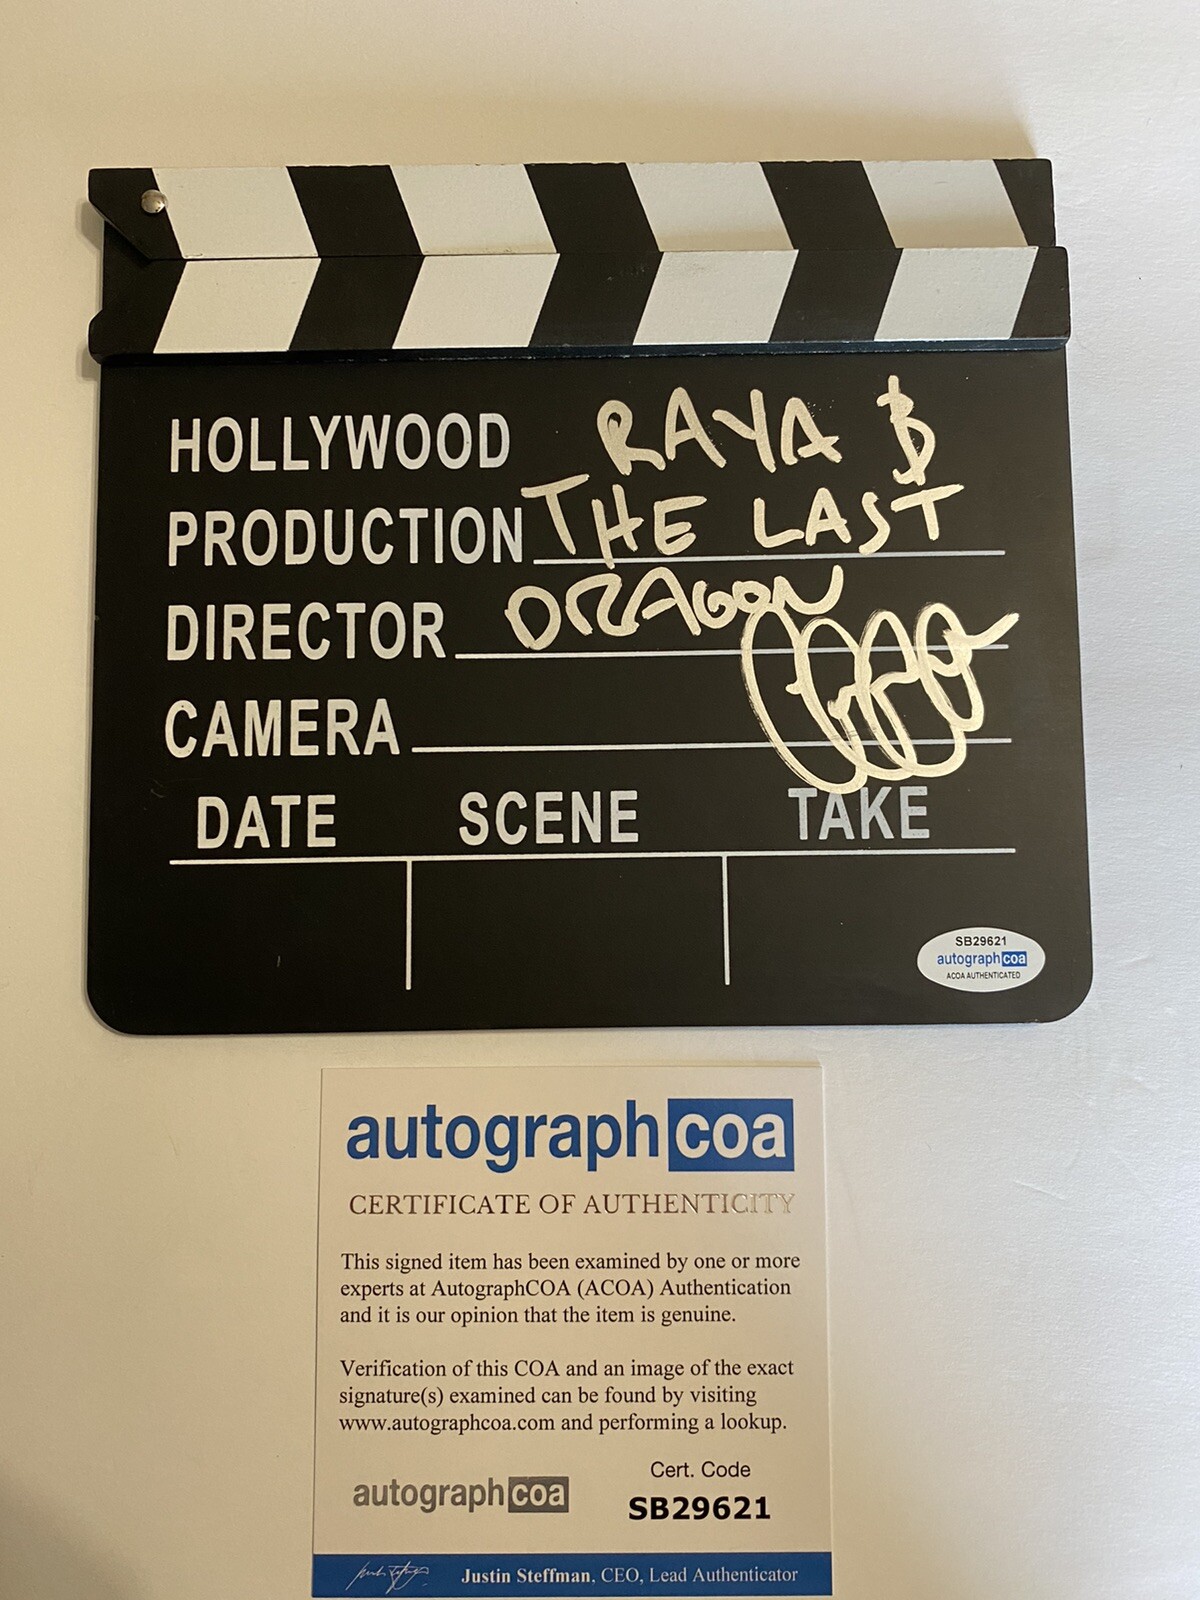 HOLLYWOOD RAYA &
PRODUCTION THE LAST
DIRECTOR DRAGON
CAMERA
DATE SCENE TAKE
SB29621
autographcoa
ACOA AUTHENTICATED
autographcoa
CERTIFICATE OF AUTHENTICITY
This signed item has been examined by one or more
experts at AutographCOA (ACOA) Authentication
and it is our opinion that the item is genuine.
Verification of this COA and an image of the exact
signature(s) examined can be found by visiting
www.autographcoa.com and performing a lookup.
Cert. Code
autographcoa SB29621
Justin Steffman, CEO, Lead Authenticator